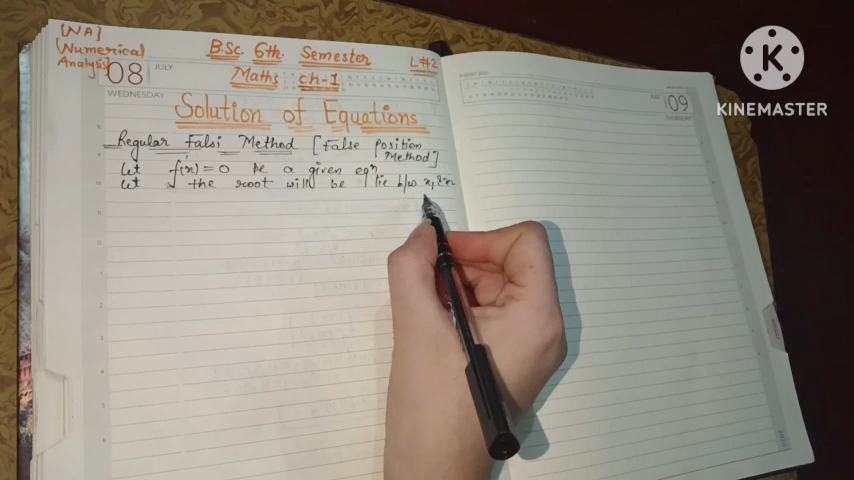 [NA]
[Numerical Analysis]
B.Sc. 6th Semester
L#2
08 JULY
WEDNESDAY
Maths ch-1
Solution of Equations
Regular Falsi Method [False position Method]
Let f(x) = 0 be a given eqn
Let the root will be lie b/w x1 & x2
09
THURSDAY
K
KINEMASTER